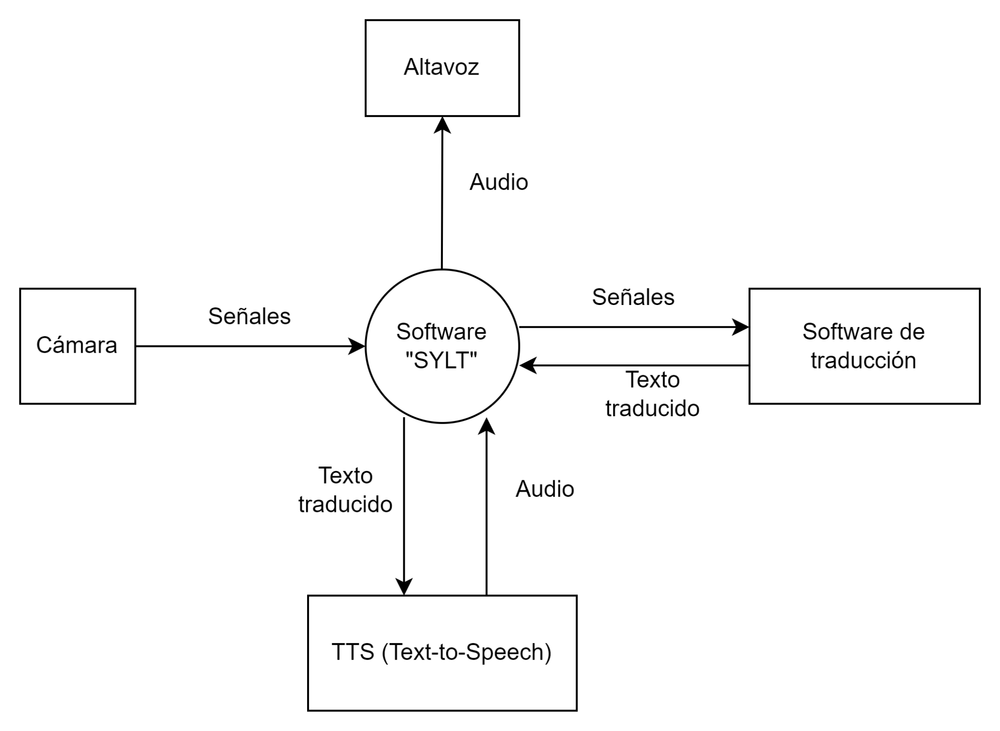 Altavoz
Audio
Señales
Señales
Cámara
Software
"SYLT"
Software de
traducción
Texto
traducido
Texto
traducido
Audio
TTS (Text-to-Speech)